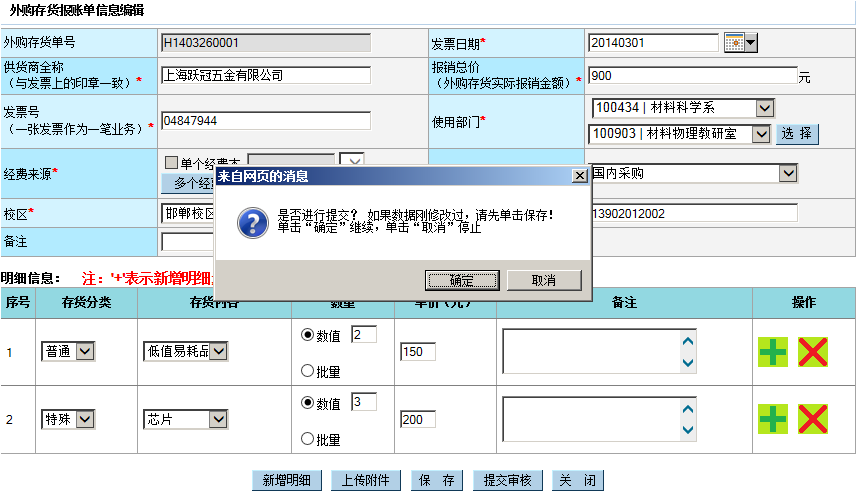 外购存货报账单信息编辑
外购存货单号 H1403260001 发票日期* 20140301
供货商全称 上海跃冠五金有限公司 报销总价 900 元
（与发票上的印章一致）* （外购存货实际报销金额）*
发票号 04847944 使用部门* 100434 | 材料科学系
（一张发票作为一笔业务）* 100903 | 材料物理教研室 选 择
经费来源* 单个经费本 国内采购
多个经费
校区* 邯郸校区 13902012002
备注
来自网页的消息
是否进行提交？ 如果数据刚修改过，请先单击保存！
单击“确定”继续，单击“取消”停止
确定 取消
明细信息： 注：'+'表示新增明细;
序号 存货分类 存货内容 数量 单价（元） 备注 操作
1 普通 低值易耗品 数值 2 150
批量
2 特殊 芯片 数值 3 200
批量
新增明细 上传附件 保 存 提交审核 关 闭